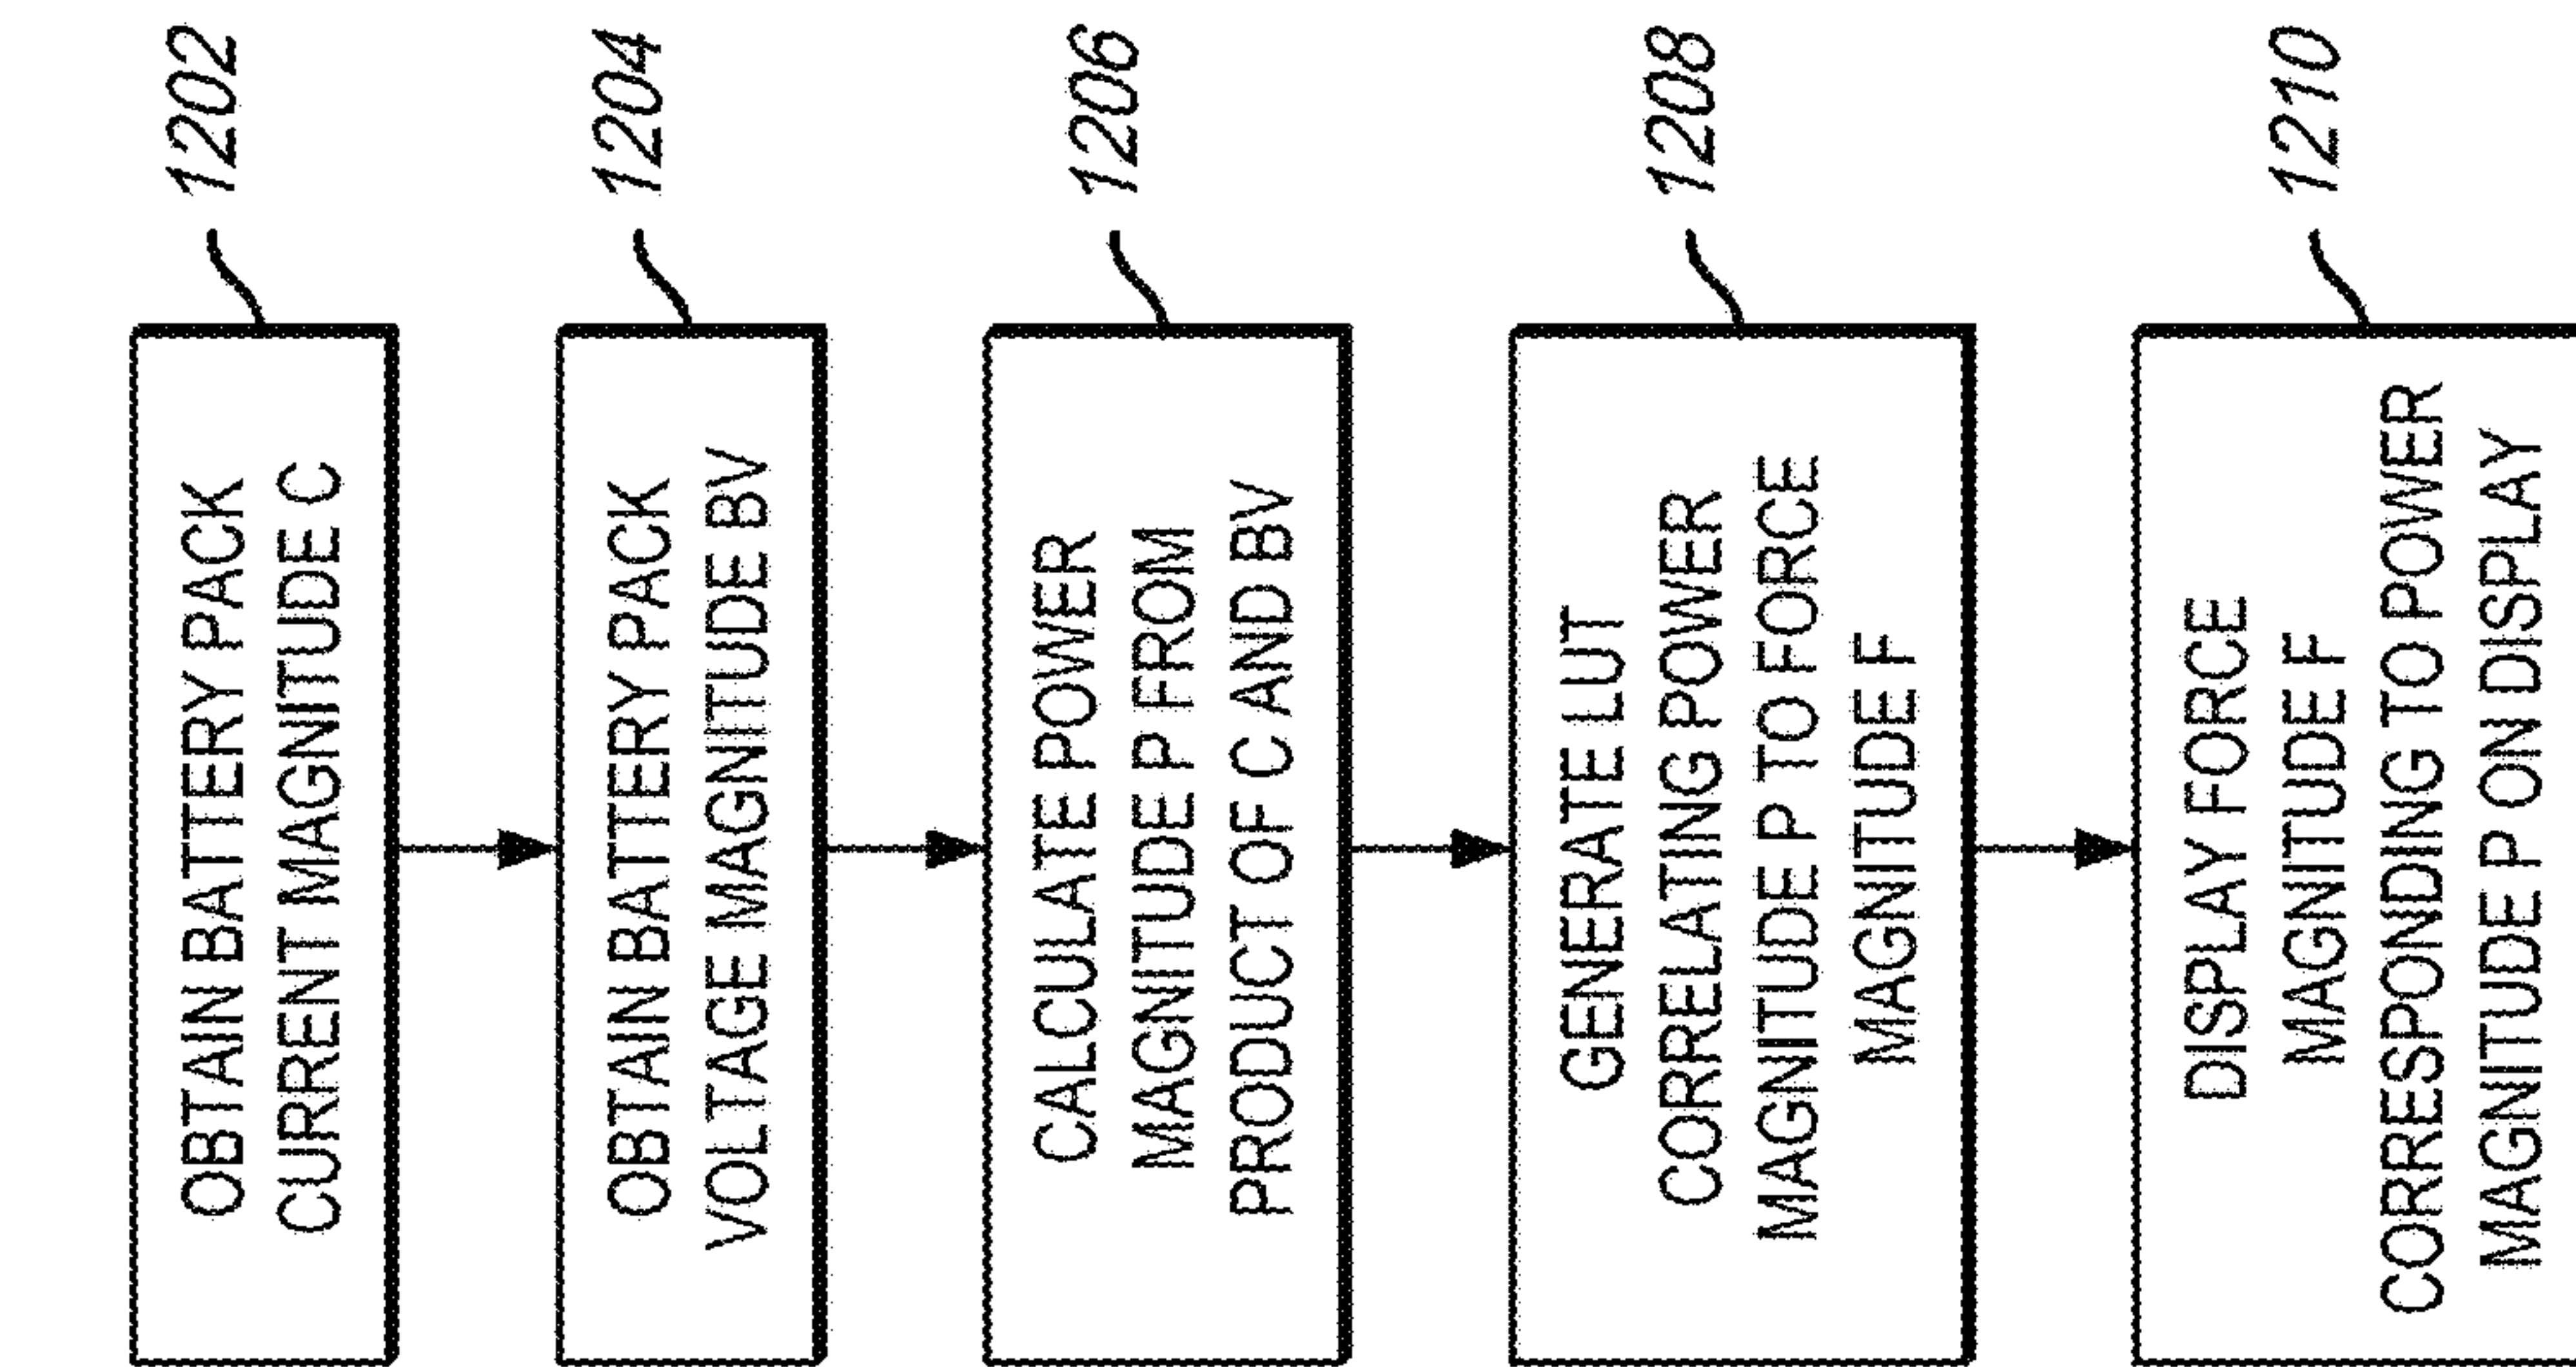 OBTAIN BATTERY PACK
CURRENT MAGNITUDE C
1202
OBTAIN BATTERY PACK
VOLTAGE MAGNITUDE BV
1204
CALCULATE POWER
MAGNITUDE P FROM
PRODUCT OF C AND BV
1206
GENERATE LUT
CORRELATING POWER
MAGNITUDE P TO FORCE
MAGNITUDE F
1208
DISPLAY FORCE
MAGNITUDE F
CORRESPONDING TO POWER
MAGNITUDE P ON DISPLAY
1210